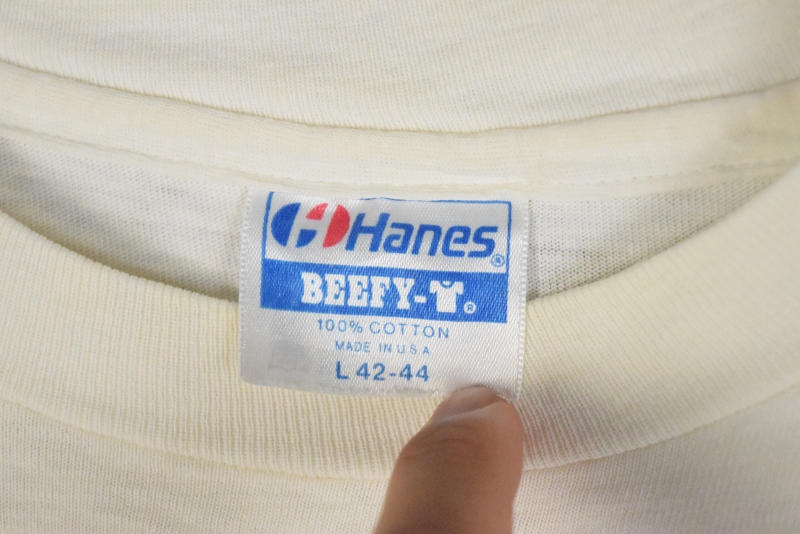 Hanes®
BEEFY-T®
100% COTTON
MADE IN U.S.A
L 42-44